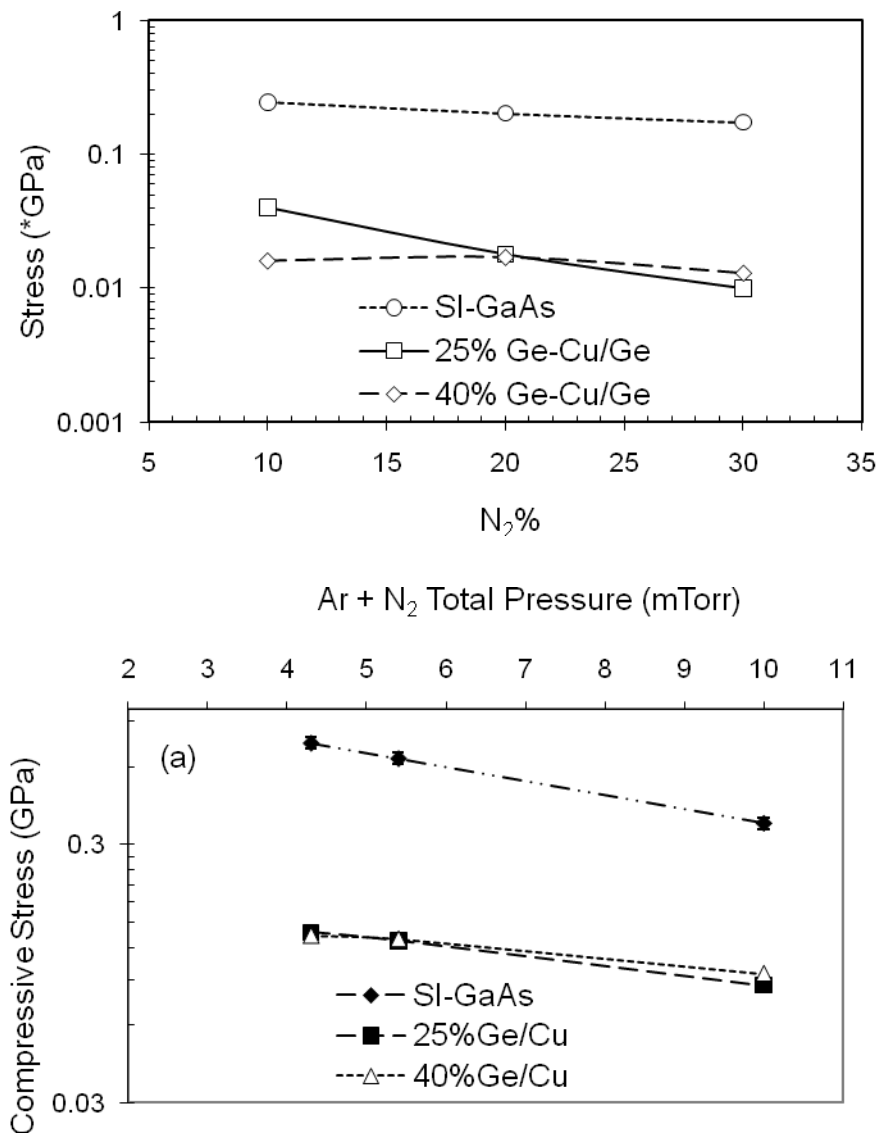 1
0.1
0.01
0.001
Stress (*GPa)
SI-GaAs
25% Ge-Cu/Ge
40% Ge-Cu/Ge
5 10 15 20 25 30 35
N₂%
Ar + N₂ Total Pressure (mTorr)
2 3 4 5 6 7 8 9 10 11
(a)
0.3
0.03
Compressive Stress (GPa)
SI-GaAs
25%Ge/Cu
40%Ge/Cu